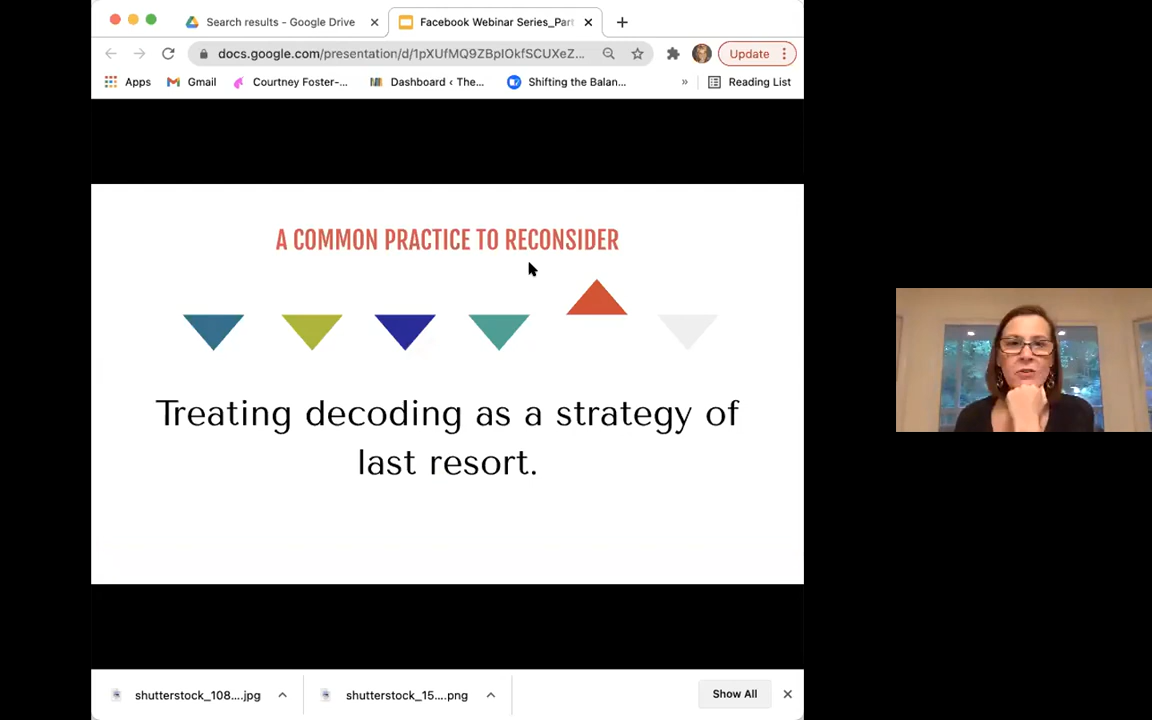 Search results - Google Drive
Facebook Webinar Series_Part
docs.google.com/presentation/d/1pXUfMQ9ZBpIOkfSCUXeZ...
Update
Apps
Gmail
Courtney Foster-...
Dashboard ‹ The...
Shifting the Balan...
»
Reading List
A COMMON PRACTICE TO RECONSIDER
Treating decoding as a strategy of
last resort.
shutterstock_108....jpg
shutterstock_15....png
Show All